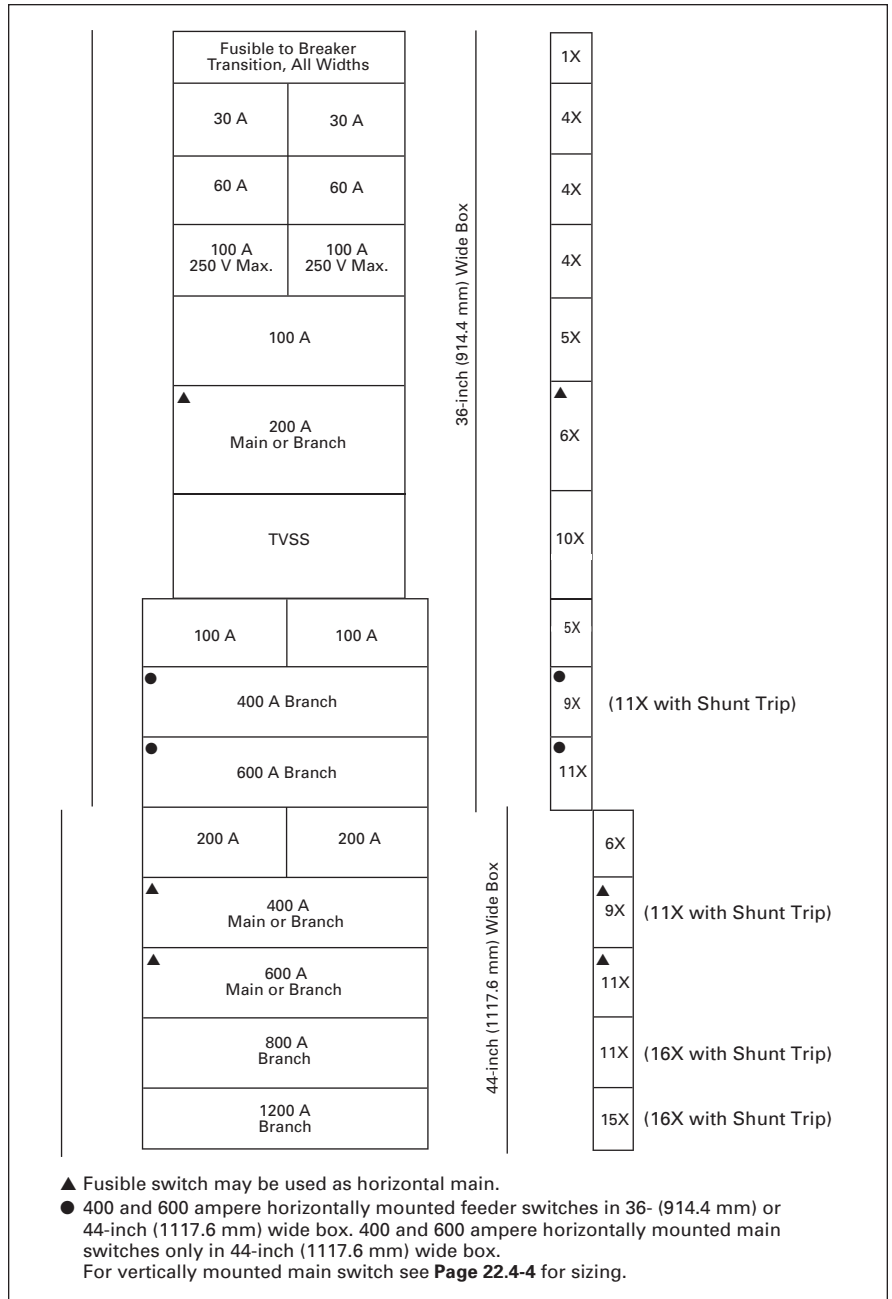 Fusible to Breaker
Transition, All Widths
1X
30 A 30 A 4X
60 A 60 A 4X
100 A 100 A
250 V Max. 250 V Max.
4X
100 A 5X
▲ ▲
200 A
Main or Branch
6X
TVSS 10X
36-inch (914.4 mm) Wide Box
100 A 100 A 5X
● ●
400 A Branch 9X (11X with Shunt Trip)
● ●
600 A Branch 11X
200 A 200 A 6X
▲ ▲
400 A
Main or Branch
9X (11X with Shunt Trip)
▲ ▲
600 A
Main or Branch
11X
800 A
Branch
11X (16X with Shunt Trip)
1200 A
Branch
15X (16X with Shunt Trip)
44-inch (1117.6 mm) Wide Box
▲ Fusible switch may be used as horizontal main.
● 400 and 600 ampere horizontally mounted feeder switches in 36- (914.4 mm) or
44-inch (1117.6 mm) wide box. 400 and 600 ampere horizontally mounted main
switches only in 44-inch (1117.6 mm) wide box.
For vertically mounted main switch see Page 22.4-4 for sizing.